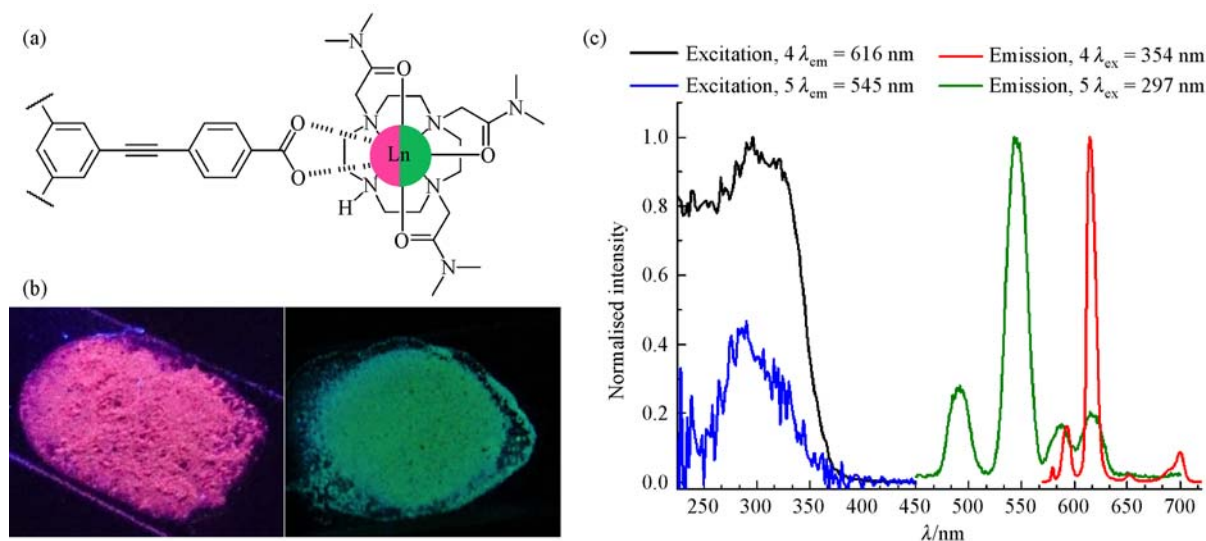 (a)
N
O
N
N
O
N
O
Ln
O
N
O
H
N
N
O
N
(b)
(c)
Excitation, 4 λem = 616 nm
Emission, 4 λex = 354 nm
Excitation, 5 λem = 545 nm
Emission, 5 λex = 297 nm
Normalised intensity
1.0
0.8
0.6
0.4
0.2
0.0
250 300 350 400 450 500 550 600 650 700
λ/nm